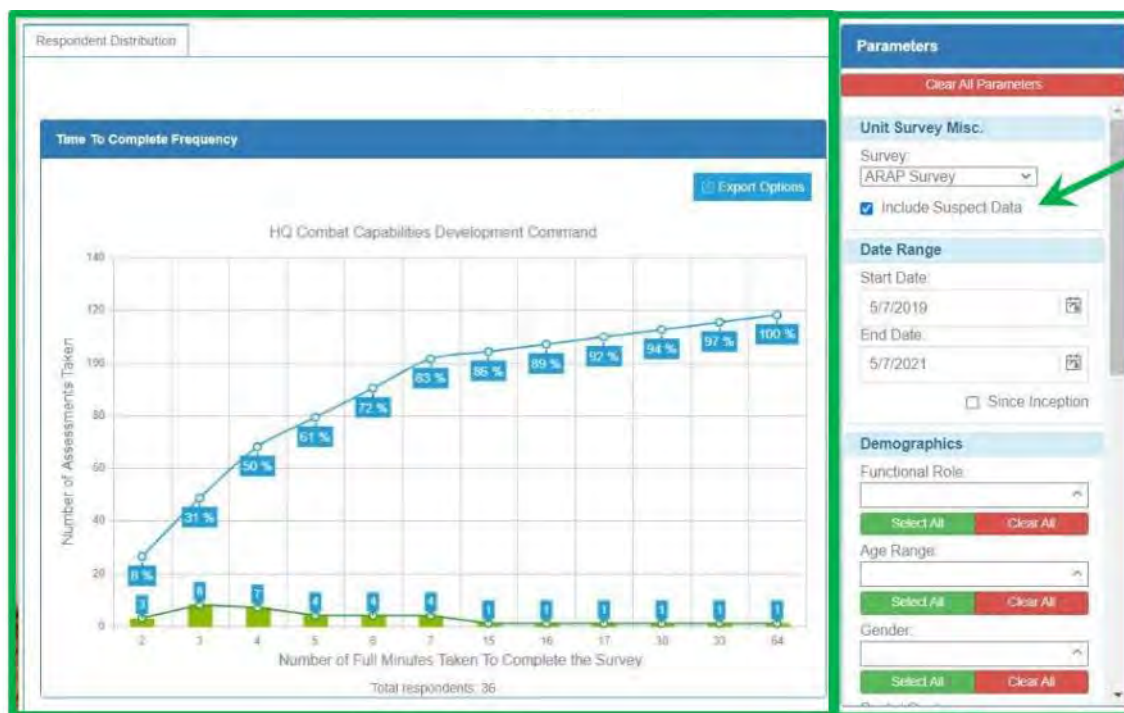 Respondent Distribution
Time To Complete Frequency
Export Options
HQ Combat Capabilities Development Command
Number of Assessments Taken
140
120
100
80
60
40
20
0
8 %
31 %
50 %
61 %
72 %
83 %
86 %
89 %
92 %
94 %
97 %
100 %
3
8
7
4
4
4
1
1
1
1
1
1
2
3
4
5
6
7
15
16
17
30
33
64
Number of Full Minutes Taken To Complete the Survey
Total respondents: 36
Parameters
Clear All Parameters
Unit Survey Misc.
Survey:
ARAP Survey
Include Suspect Data
Date Range
Start Date:
5/7/2019
End Date:
5/7/2021
Since Inception
Demographics
Functional Role:
Select All Clear All
Age Range:
Select All Clear All
Gender:
Select All Clear All